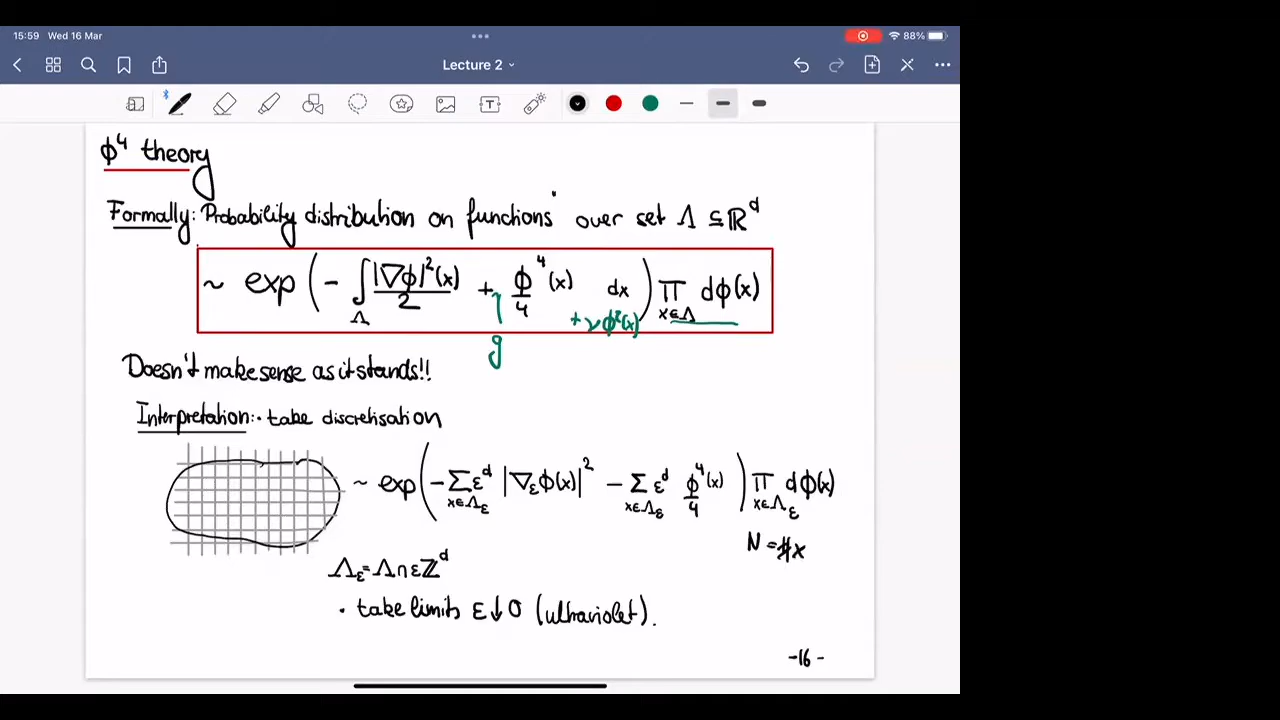 15:59 Wed 16 Mar
88%
Lecture 2
ϕ⁴ theory
Formally: Probability distribution on functions over set Λ ⊆ ℝᵈ
~ exp(− ∫_Λ |∇ϕ|²(x)/2 + ϕ⁴(x)/4 dx) ∏_{x∈Λ} dϕ(x)
+ νϕ²(x)
g
Doesn't make sense as it stands!!
Interpretation: · take discretisation
~ exp(− Σ_{x∈Λ_ε} εᵈ |∇_ε ϕ(x)|² − Σ_{x∈Λ_ε} εᵈ ϕ⁴(x)/4) ∏_{x∈Λ_ε} dϕ(x)
N = #x
Λ_ε = Λ ∩ εℤᵈ
· take limits ε↓0 (ultraviolet).
-16-